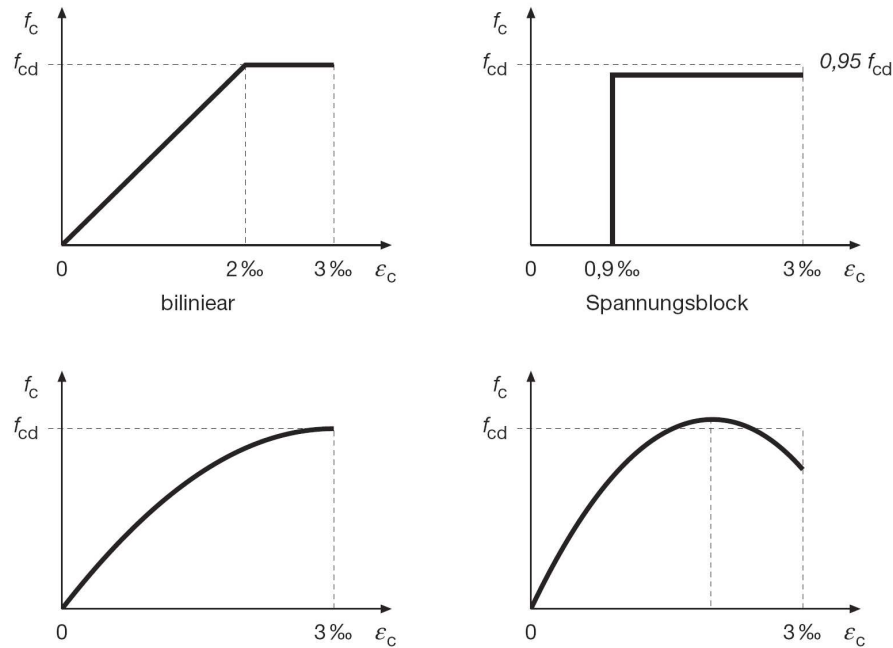 f_c
f_cd
0 2 ‰ 3 ‰ ε_c
biliniear
f_c
f_cd 0,95 f_cd
0 0,9 ‰ 3 ‰ ε_c
Spannungsblock
f_c
f_cd
0 3 ‰ ε_c
f_c
f_cd
0 3 ‰ ε_c